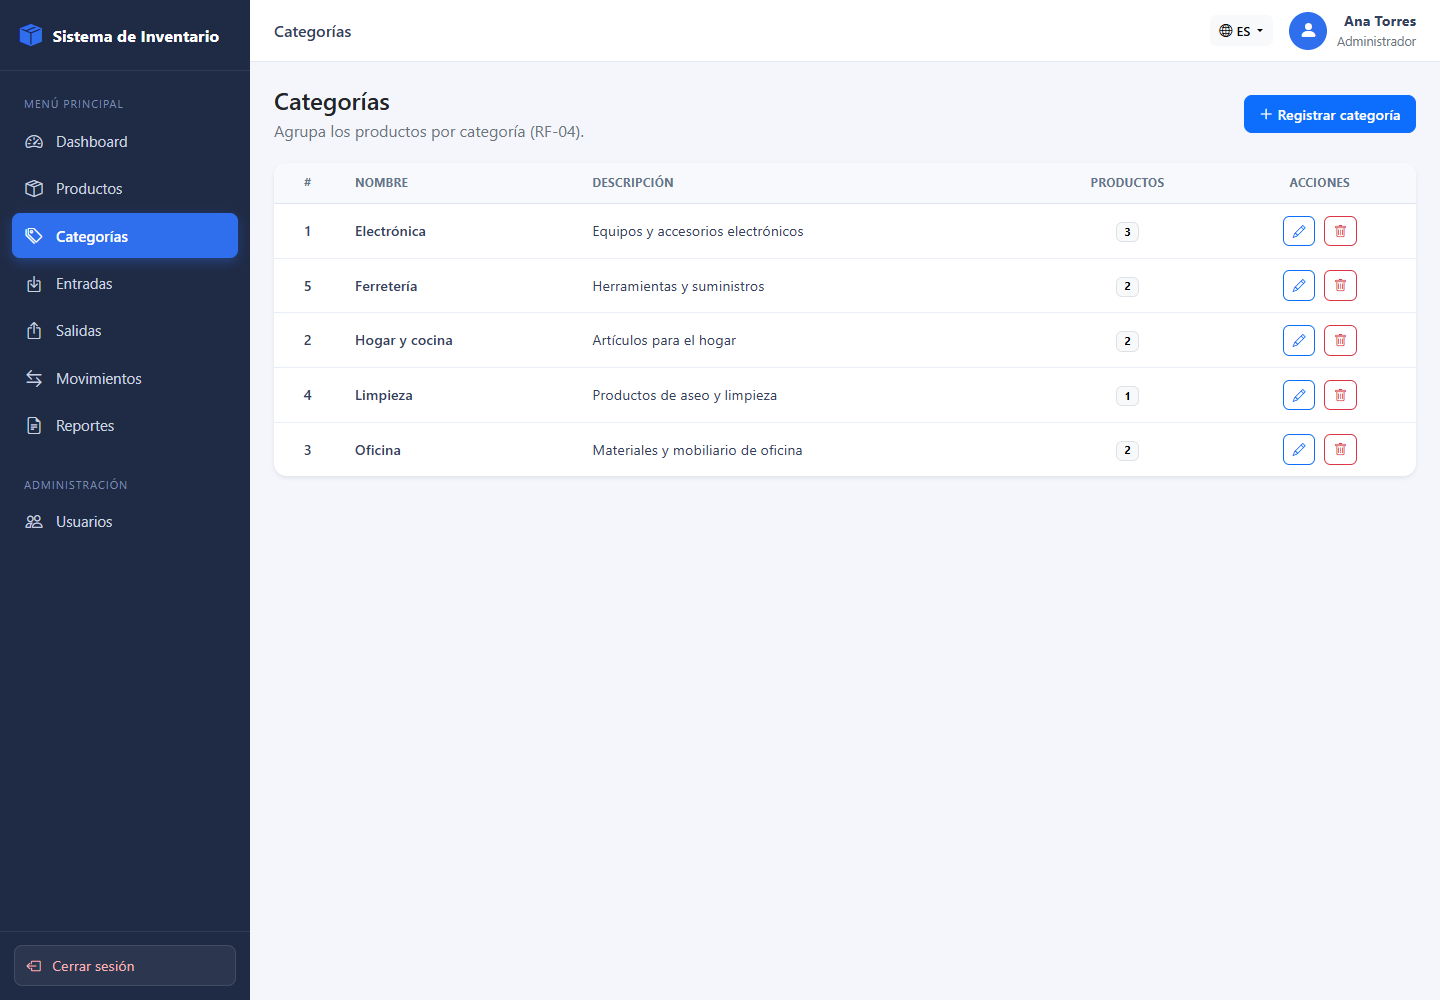 Sistema de Inventario
MENÚ PRINCIPAL
Dashboard
Productos
Categorías
Entradas
Salidas
Movimientos
Reportes
ADMINISTRACIÓN
Usuarios
Cerrar sesión
Categorías
ES
Ana Torres
Administrador
Categorías
Agrupa los productos por categoría (RF-04).
+ Registrar categoría
# NOMBRE DESCRIPCIÓN PRODUCTOS ACCIONES
1 Electrónica Equipos y accesorios electrónicos 3
5 Ferretería Herramientas y suministros 2
2 Hogar y cocina Artículos para el hogar 2
4 Limpieza Productos de aseo y limpieza 1
3 Oficina Materiales y mobiliario de oficina 2